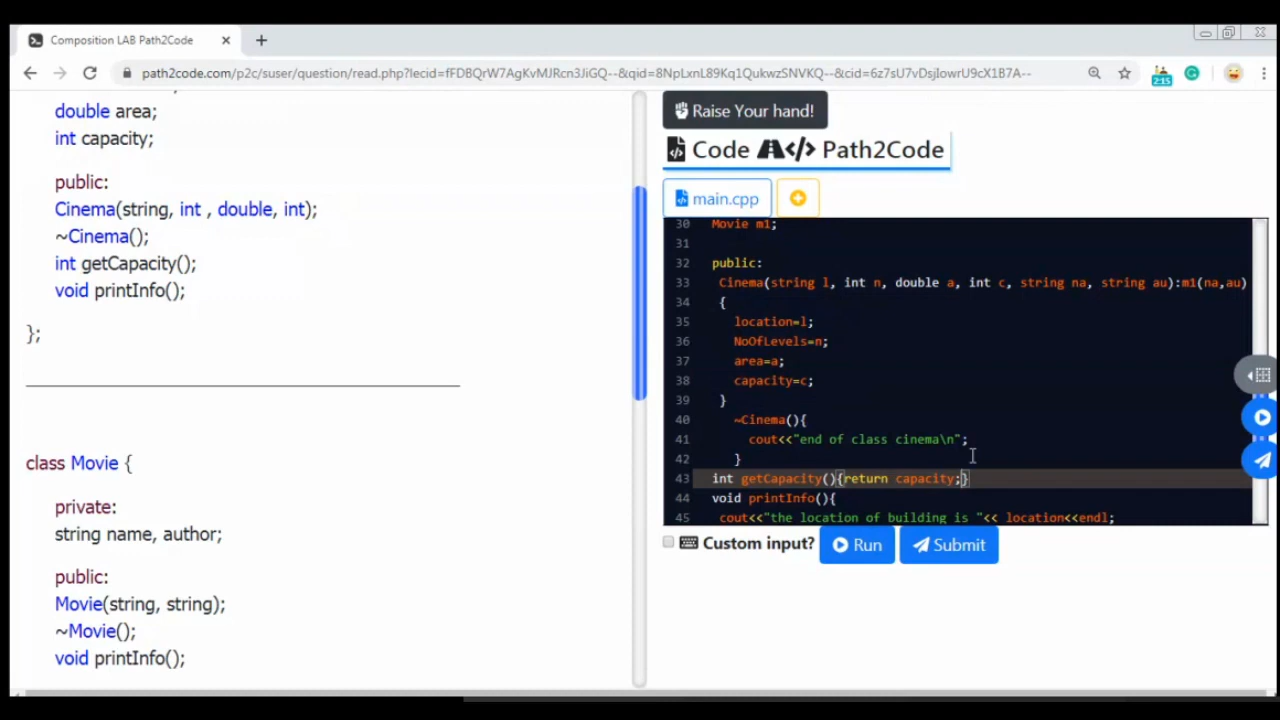 Composition LAB Path2Code
path2code.com/p2c/suser/question/read.php?lecid=fFDBQrW7AgKvMJRcn3JiGQ--&qid=8NpLxnL89Kq1QukwzSNVKQ--&cid=6z7sU7vDsjIowrU9cX1B7A--
2:15
double area;
int capacity;
public:
Cinema(string, int , double, int);
~Cinema();
int getCapacity();
void printInfo();
};
class Movie {
private:
string name, author;
public:
Movie(string, string);
~Movie();
void printInfo();
Raise Your hand!
Code </> Path2Code
main.cpp
30 Movie m1;
31
32 public:
33 Cinema(string l, int n, double a, int c, string na, string au):m1(na,au)
34 {
35 location=l;
36 NoOfLevels=n;
37 area=a;
38 capacity=c;
39 }
40 ~Cinema(){
41 cout<<"end of class cinema\n";
42 }
43 int getCapacity(){return capacity;}
44 void printInfo(){
45 cout<<"the location of building is "<< location<<endl;
Custom input? Run Submit